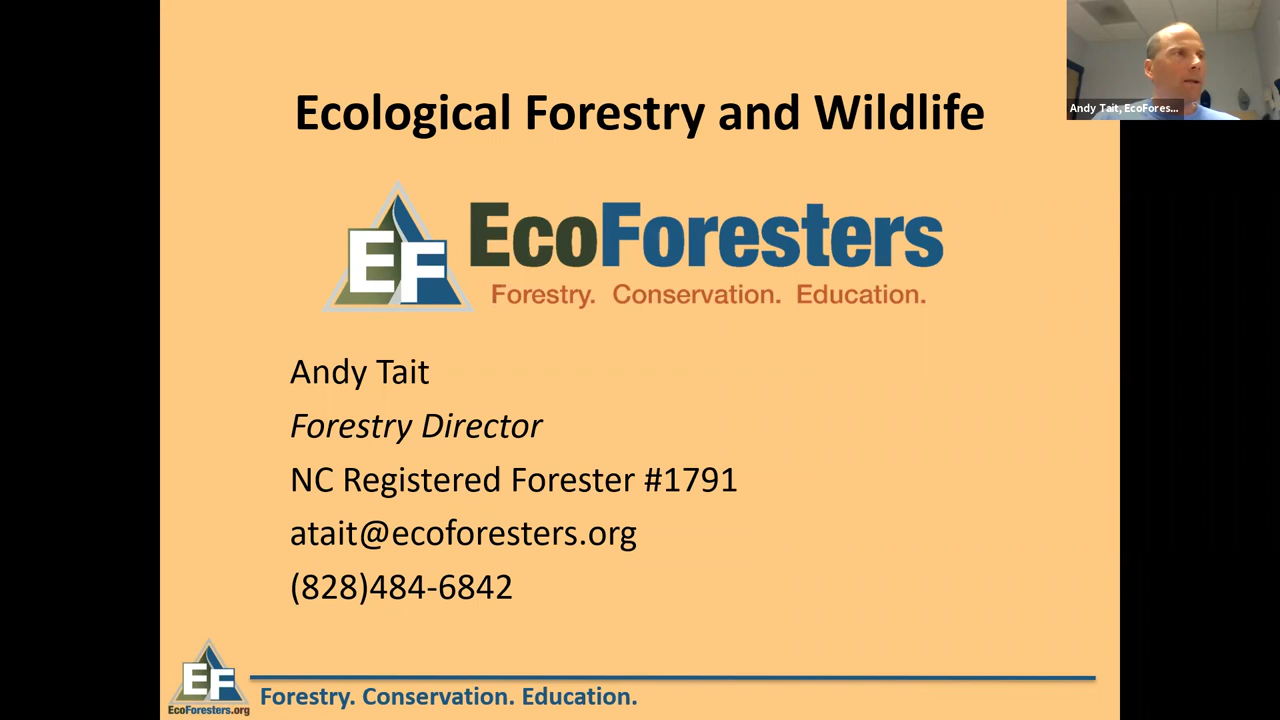 Ecological Forestry and Wildlife
Andy Tait, EcoFores...
EF EcoForesters
Forestry. Conservation. Education.
Andy Tait
Forestry Director
NC Registered Forester #1791
atait@ecoforesters.org
(828)484-6842
EF
EcoForesters.org
Forestry. Conservation. Education.